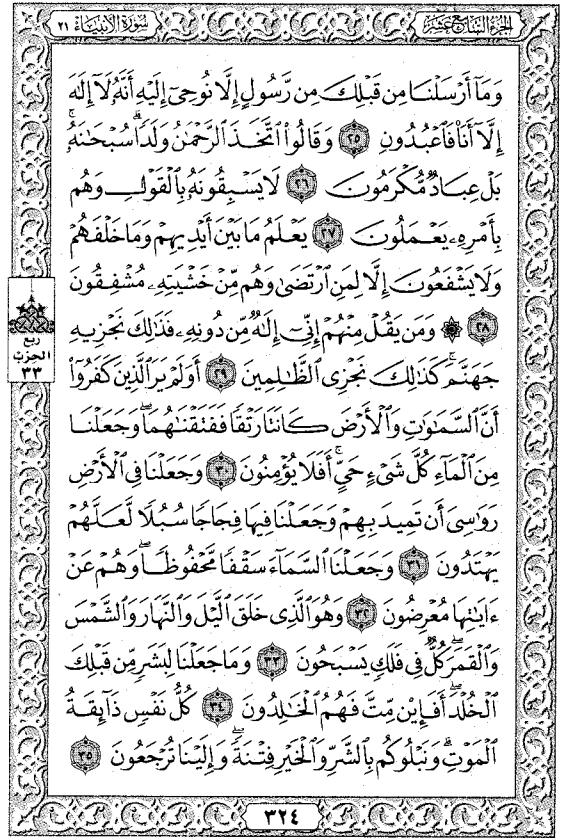 الجزء السابع عشر
سورة الأنبياء ٢١
وَمَآ أَرْسَلْنَا مِن قَبْلِكَ مِن رَّسُولٍ إِلَّا نُوحِىٓ إِلَيْهِ أَنَّهُۥ لَآ إِلَٰهَ
إِلَّآ أَنَا۠ فَٱعْبُدُونِ ٢٥ وَقَالُوا۟ ٱتَّخَذَ ٱلرَّحْمَٰنُ وَلَدًا ۗ سُبْحَٰنَهُۥ ۚ
بَلْ عِبَادٌ مُّكْرَمُونَ ٢٦ لَا يَسْبِقُونَهُۥ بِٱلْقَوْلِ وَهُم
بِأَمْرِهِۦ يَعْمَلُونَ ٢٧ يَعْلَمُ مَا بَيْنَ أَيْدِيهِمْ وَمَا خَلْفَهُمْ
وَلَا يَشْفَعُونَ إِلَّا لِمَنِ ٱرْتَضَىٰ وَهُم مِّنْ خَشْيَتِهِۦ مُشْفِقُونَ
٢٨ ۞ وَمَن يَقُلْ مِنْهُمْ إِنِّىٓ إِلَٰهٌ مِّن دُونِهِۦ فَذَٰلِكَ نَجْزِيهِ
جَهَنَّمَ ۚ كَذَٰلِكَ نَجْزِى ٱلظَّٰلِمِينَ ٢٩ أَوَلَمْ يَرَ ٱلَّذِينَ كَفَرُوٓا۟
أَنَّ ٱلسَّمَٰوَٰتِ وَٱلْأَرْضَ كَانَتَا رَتْقًا فَفَتَقْنَٰهُمَا ۖ وَجَعَلْنَا
مِنَ ٱلْمَآءِ كُلَّ شَىْءٍ حَىٍّ ۖ أَفَلَا يُؤْمِنُونَ ٣٠ وَجَعَلْنَا فِى ٱلْأَرْضِ
رَوَٰسِىَ أَن تَمِيدَ بِهِمْ وَجَعَلْنَا فِيهَا فِجَاجًا سُبُلًا لَّعَلَّهُمْ
يَهْتَدُونَ ٣١ وَجَعَلْنَا ٱلسَّمَآءَ سَقْفًا مَّحْفُوظًا ۖ وَهُمْ عَنْ
ءَايَٰتِهَا مُعْرِضُونَ ٣٢ وَهُوَ ٱلَّذِى خَلَقَ ٱلَّيْلَ وَٱلنَّهَارَ وَٱلشَّمْسَ
وَٱلْقَمَرَ ۖ كُلٌّ فِى فَلَكٍ يَسْبَحُونَ ٣٣ وَمَا جَعَلْنَا لِبَشَرٍ مِّن قَبْلِكَ
ٱلْخُلْدَ ۖ أَفَإِي۟ن مِّتَّ فَهُمُ ٱلْخَٰلِدُونَ ٣٤ كُلُّ نَفْسٍ ذَآئِقَةُ
ٱلْمَوْتِ ۗ وَنَبْلُوكُم بِٱلشَّرِّ وَٱلْخَيْرِ فِتْنَةً ۖ وَإِلَيْنَا تُرْجَعُونَ ٣٥
ربع
الحزب
٣٣
٣٢٤